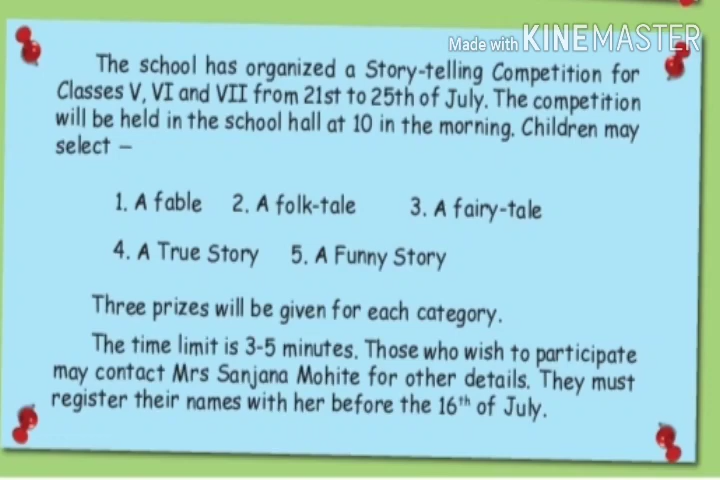 Made with KINEMASTER
The school has organized a Story-telling Competition for
Classes V, VI and VII from 21st to 25th of July. The competition
will be held in the school hall at 10 in the morning. Children may
select –
1. A fable 2. A folk-tale 3. A fairy-tale
4. A True Story 5. A Funny Story
Three prizes will be given for each category.
The time limit is 3-5 minutes. Those who wish to participate
may contact Mrs Sanjana Mohite for other details. They must
register their names with her before the 16th of July.